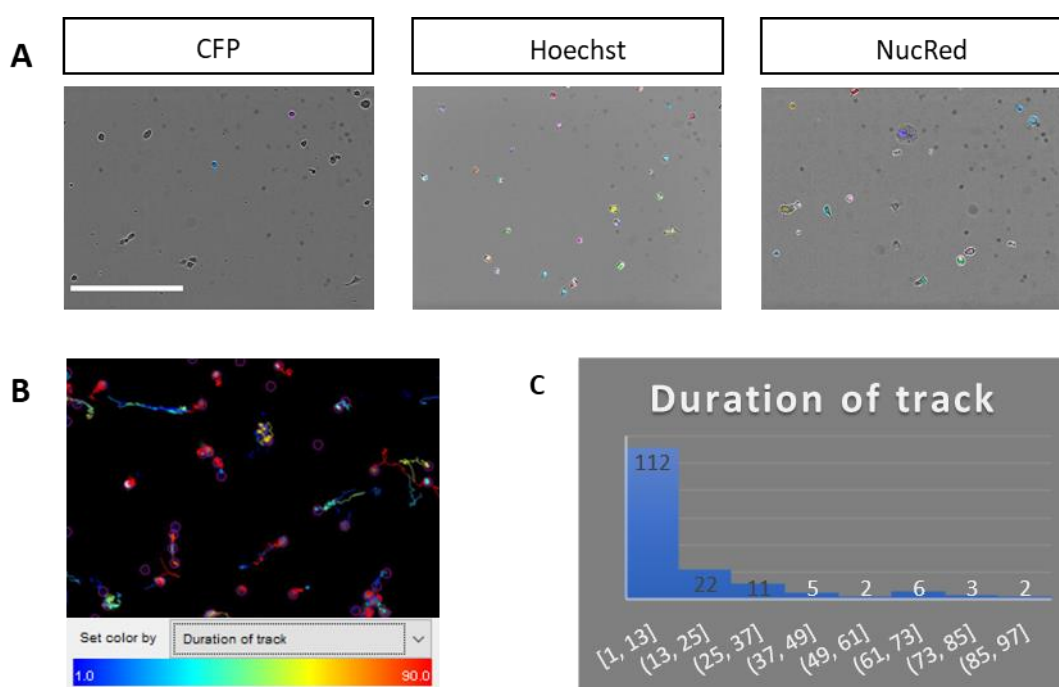 A
CFP
Hoechst
NucRed
B
Set color by
Duration of track
1.0
90.0
C
Duration of track
112
22
11
5
2
6
3
2
[1, 13]
(13, 25]
(25, 37]
(37, 49]
(49, 61]
(61, 73]
(73, 85]
(85, 97]